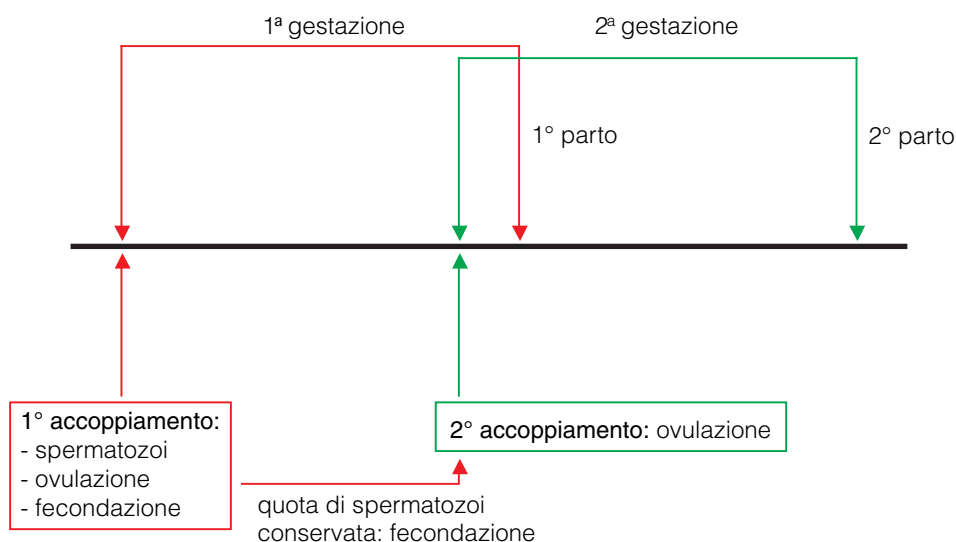 1ª gestazione
2ª gestazione
1° parto
2° parto
1° accoppiamento:
- spermatozoi
- ovulazione
- fecondazione
2° accoppiamento: ovulazione
quota di spermatozoi
conservata: fecondazione